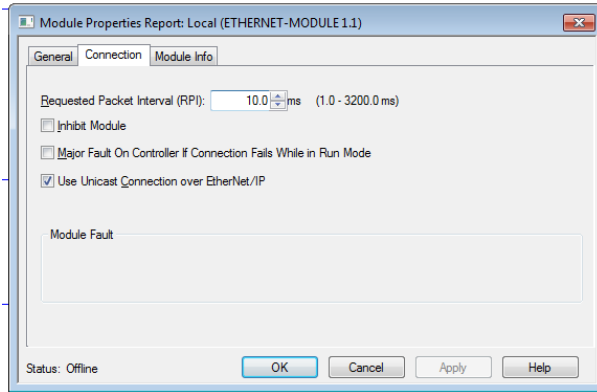 Module Properties Report: Local (ETHERNET-MODULE 1.1)
General Connection Module Info
Requested Packet Interval (RPI): 10.0 ms (1.0 - 3200.0 ms)
Inhibit Module
Major Fault On Controller If Connection Fails While in Run Mode
Use Unicast Connection over EtherNet/IP
Module Fault
Status: Offline OK Cancel Apply Help